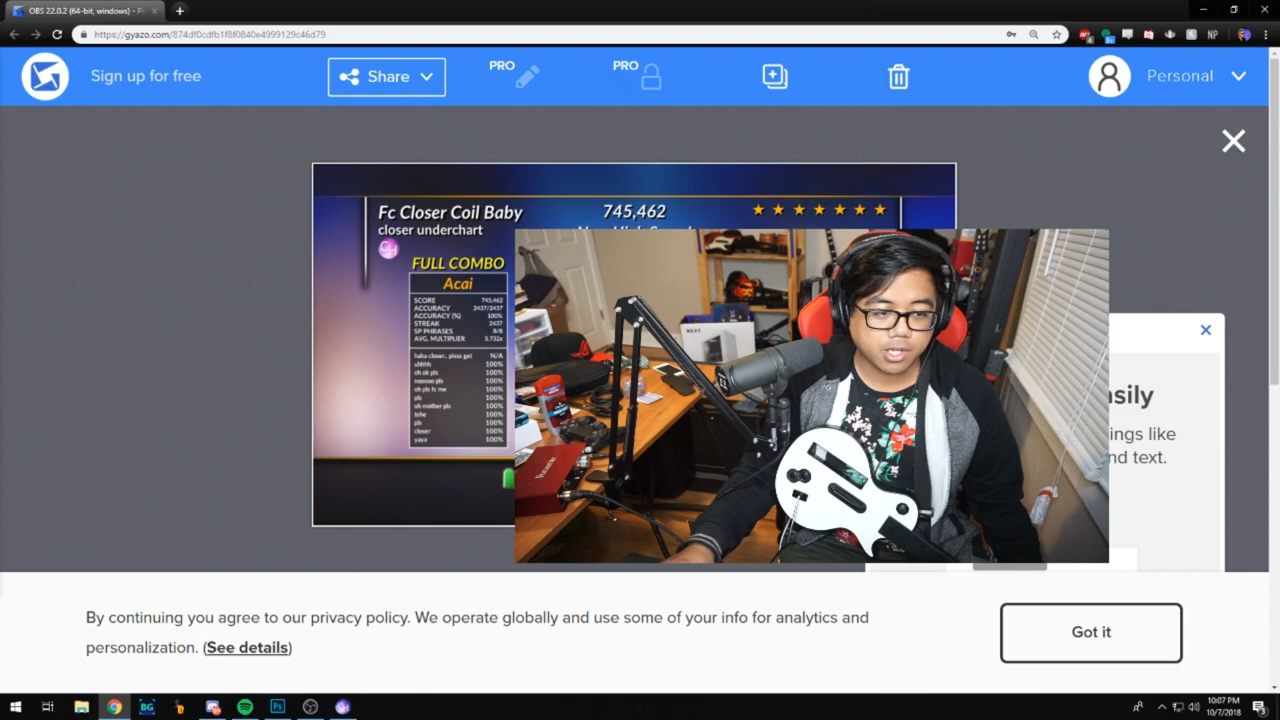 OBS 22.0.2 (64-bit, windows) - Pr
https://gyazo.com/874df0cdfb1f8f0840e4999129c46d79
NP
Sign up for free
Share
PRO
PRO
Personal
Fc Closer Coil Baby
745,462
closer underchart
FULL COMBO
Acai
SCORE 745,462
ACCURACY 2437/2437
ACCURACY (%) 100%
STREAK 2437
SP PHRASES 8/8
AVG. MULTIPLIER 5.732x
haha closer.. plsss get N/A
uhhhh 100%
oh ok pls 100%
nooooo pls 100%
oh pls fc me 100%
pls 100%
oh mother pls 100%
tehe 100%
pls 100%
closer 100%
yaya 100%
NZXT
asily
ings like
nd text.
By continuing you agree to our privacy policy. We operate globally and use some of your info for analytics and
personalization. (See details)
Got it
BG
Ps
10:07 PM
10/7/2018